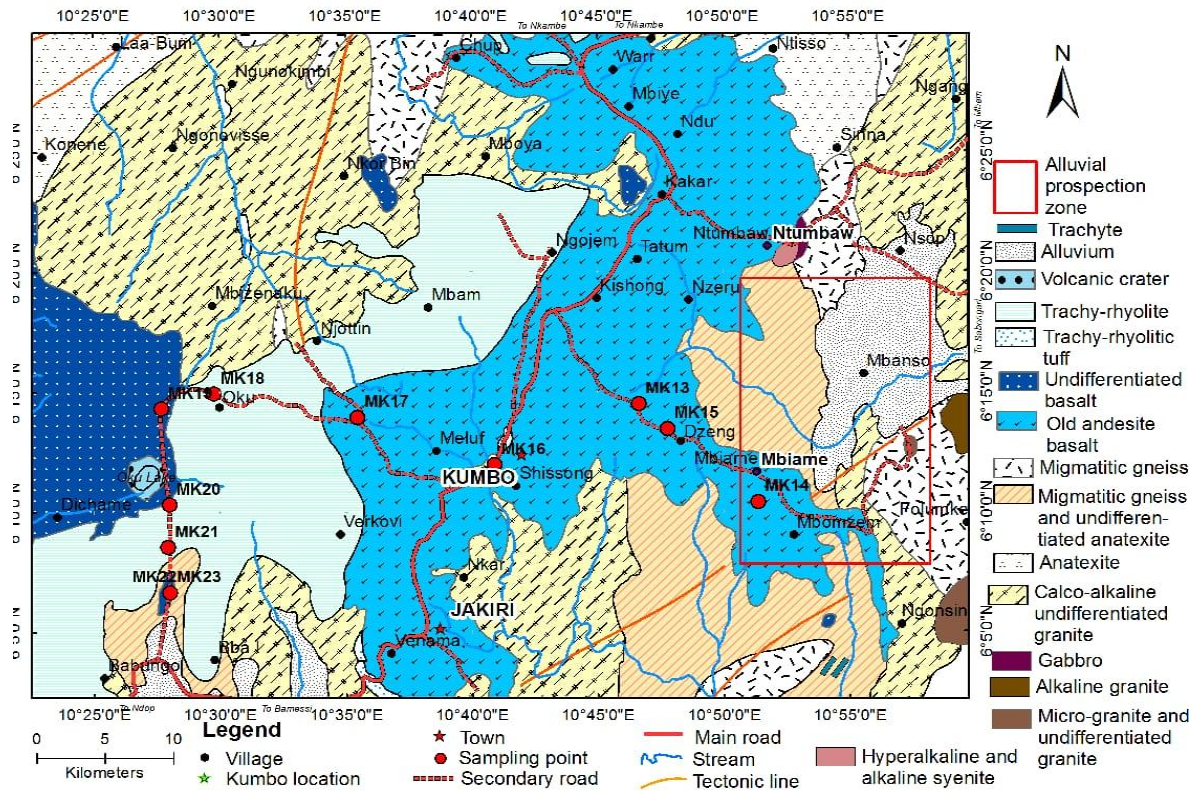 10°25'0"E 10°30'0"E 10°35'0"E 10°40'0"E 10°45'0"E 10°50'0"E 10°55'0"E
To Nkambe To Nkambe
Laa-Bum
Chup
Warr
Ntisso
Ngunokimbi
Mbiye
Ngang
To Mbem
Konene
Ngonovisse
Mboya
Ndu
Sinna
6°25'0"N
Nkor Bin
Kakar
Ngojem
Tatum
Ntumbaw
Ntumbaw
Nsop
6°20'0"N
Mbizenaku
Mbam
Kishong
Nzeru
Njottin
Mbanso
6°15'0"N
MK18
MK19
Oku
MK17
MK13
MK15
Dzeng
Meluf
MK16
Shissong
KUMBO
Mbiame
Mbiame
Oku Lake
MK20
MK14
Dichame
Verkovi
Mbomzem
6°10'0"N
MK21
MK22MK23
Nkar
JAKIRI
Ngonsin
6°5'0"N
Venama
Babungo
To Ndop To Bamessi
10°25'0"E 10°30'0"E 10°35'0"E 10°40'0"E 10°45'0"E 10°50'0"E 10°55'0"E
N
Alluvial
prospection
zone
Trachyte
Alluvium
Volcanic crater
Trachy-rhyolite
Trachy-rhyolitic
tuff
Undifferentiated
basalt
Old andesite
basalt
Migmatitic gneiss
Migmatitic gneiss
and undifferen-
tiated anatexite
Anatexite
Calco-alkaline
undifferentiated
granite
Gabbro
Alkaline granite
Micro-granite and
undifferentiated
granite
Hyperalkaline and
alkaline syenite
0 5 10
Kilometers
Legend
Village
Kumbo location
Town
Sampling point
Secondary road
Main road
Stream
Tectonic line